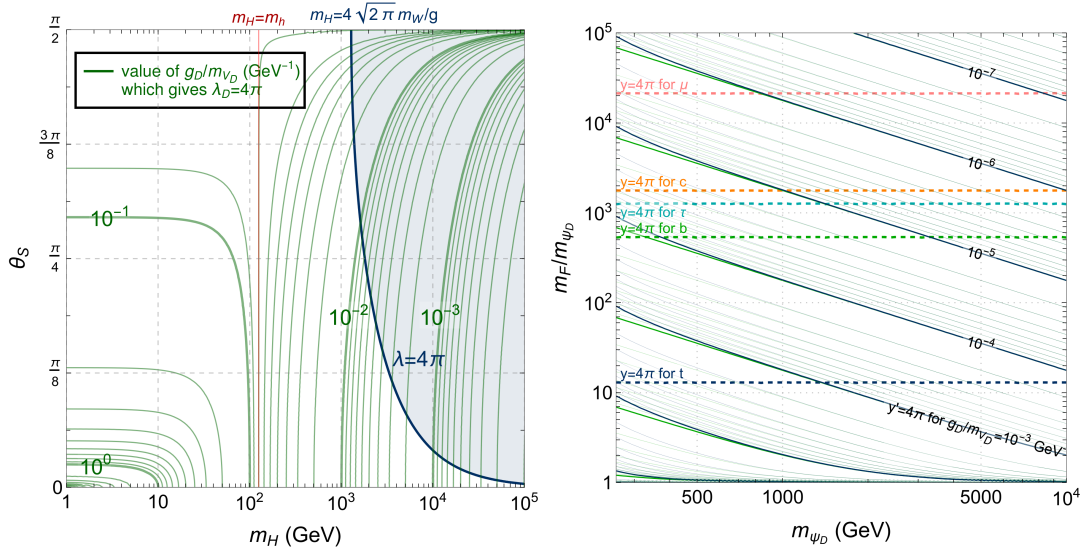 m_H=m_h
m_H=4√2π m_W/g
π/2
3π/8
π/4
π/8
0
θ_S
value of g_D/m_{V_D} (GeV⁻¹)
which gives λ_D=4π
10⁻¹
10⁰
10⁻²
10⁻³
λ=4π
1
10
10²
10³
10⁴
10⁵
m_H (GeV)
10⁵
10⁴
10³
10²
10
1
m_F/m_{ψ_D}
10⁻⁷
y=4π for μ
10⁻⁶
y=4π for c
y=4π for τ
y=4π for b
10⁻⁵
10⁻⁴
y=4π for t
y'=4π for g_D/m_{V_D}=10⁻³ GeV
500
1000
5000
10⁴
m_{ψ_D} (GeV)